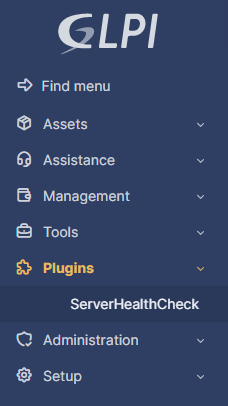 GLPI
Find menu
Assets
Assistance
Management
Tools
Plugins
ServerHealthCheck
Administration
Setup